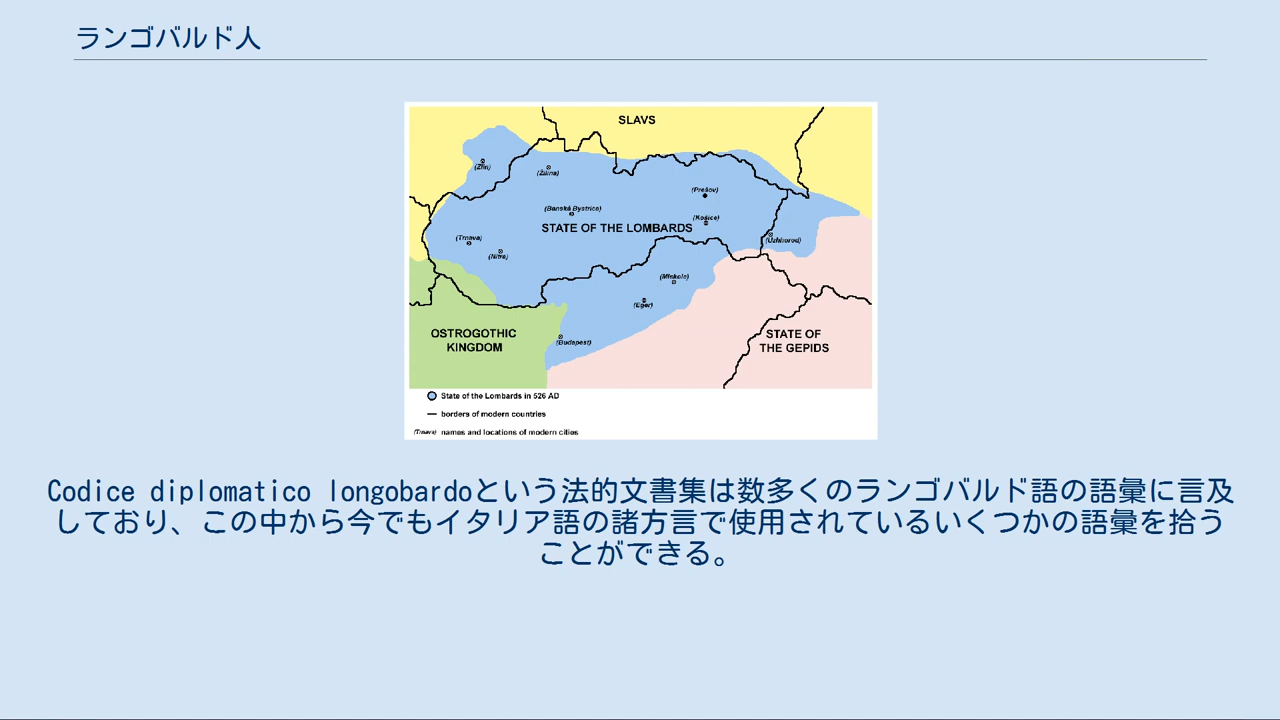 ランゴバルド人
SLAVS
(Zlín)
(Žilina)
(Prešov)
(Banská Bystrica)
(Košice)
STATE OF THE LOMBARDS
(Trnava)
(Uzhhorod)
(Nitra)
(Miskolc)
(Eger)
OSTROGOTHIC
KINGDOM
(Budapest)
STATE OF
THE GEPIDS
State of the Lombards in 526 AD
borders of modern countries
(Trnava) names and locations of modern cities
Codice diplomatico longobardoという法的文書集は数多くのランゴバルド語の語彙に言及
しており、この中から今でもイタリア語の諸方言で使用されているいくつかの語彙を拾う
ことができる。